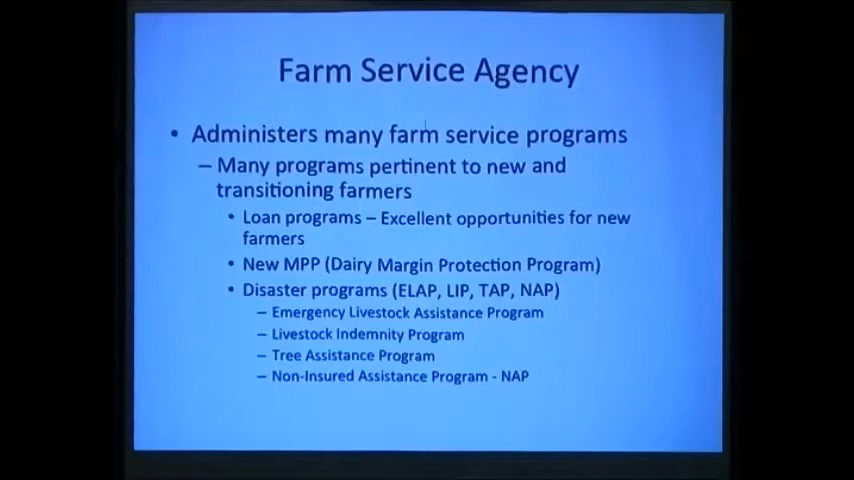 Farm Service Agency
• Administers many farm service programs
– Many programs pertinent to new and
transitioning farmers
• Loan programs – Excellent opportunities for new
farmers
• New MPP (Dairy Margin Protection Program)
• Disaster programs (ELAP, LIP, TAP, NAP)
– Emergency Livestock Assistance Program
– Livestock Indemnity Program
– Tree Assistance Program
– Non-Insured Assistance Program - NAP